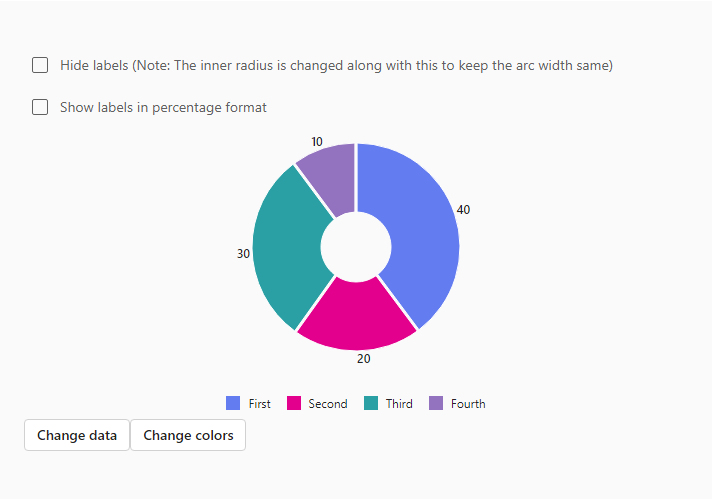 Hide labels (Note: The inner radius is changed along with this to keep the arc width same)
Show labels in percentage format
10
40
30
20
First Second Third Fourth
Change data Change colors